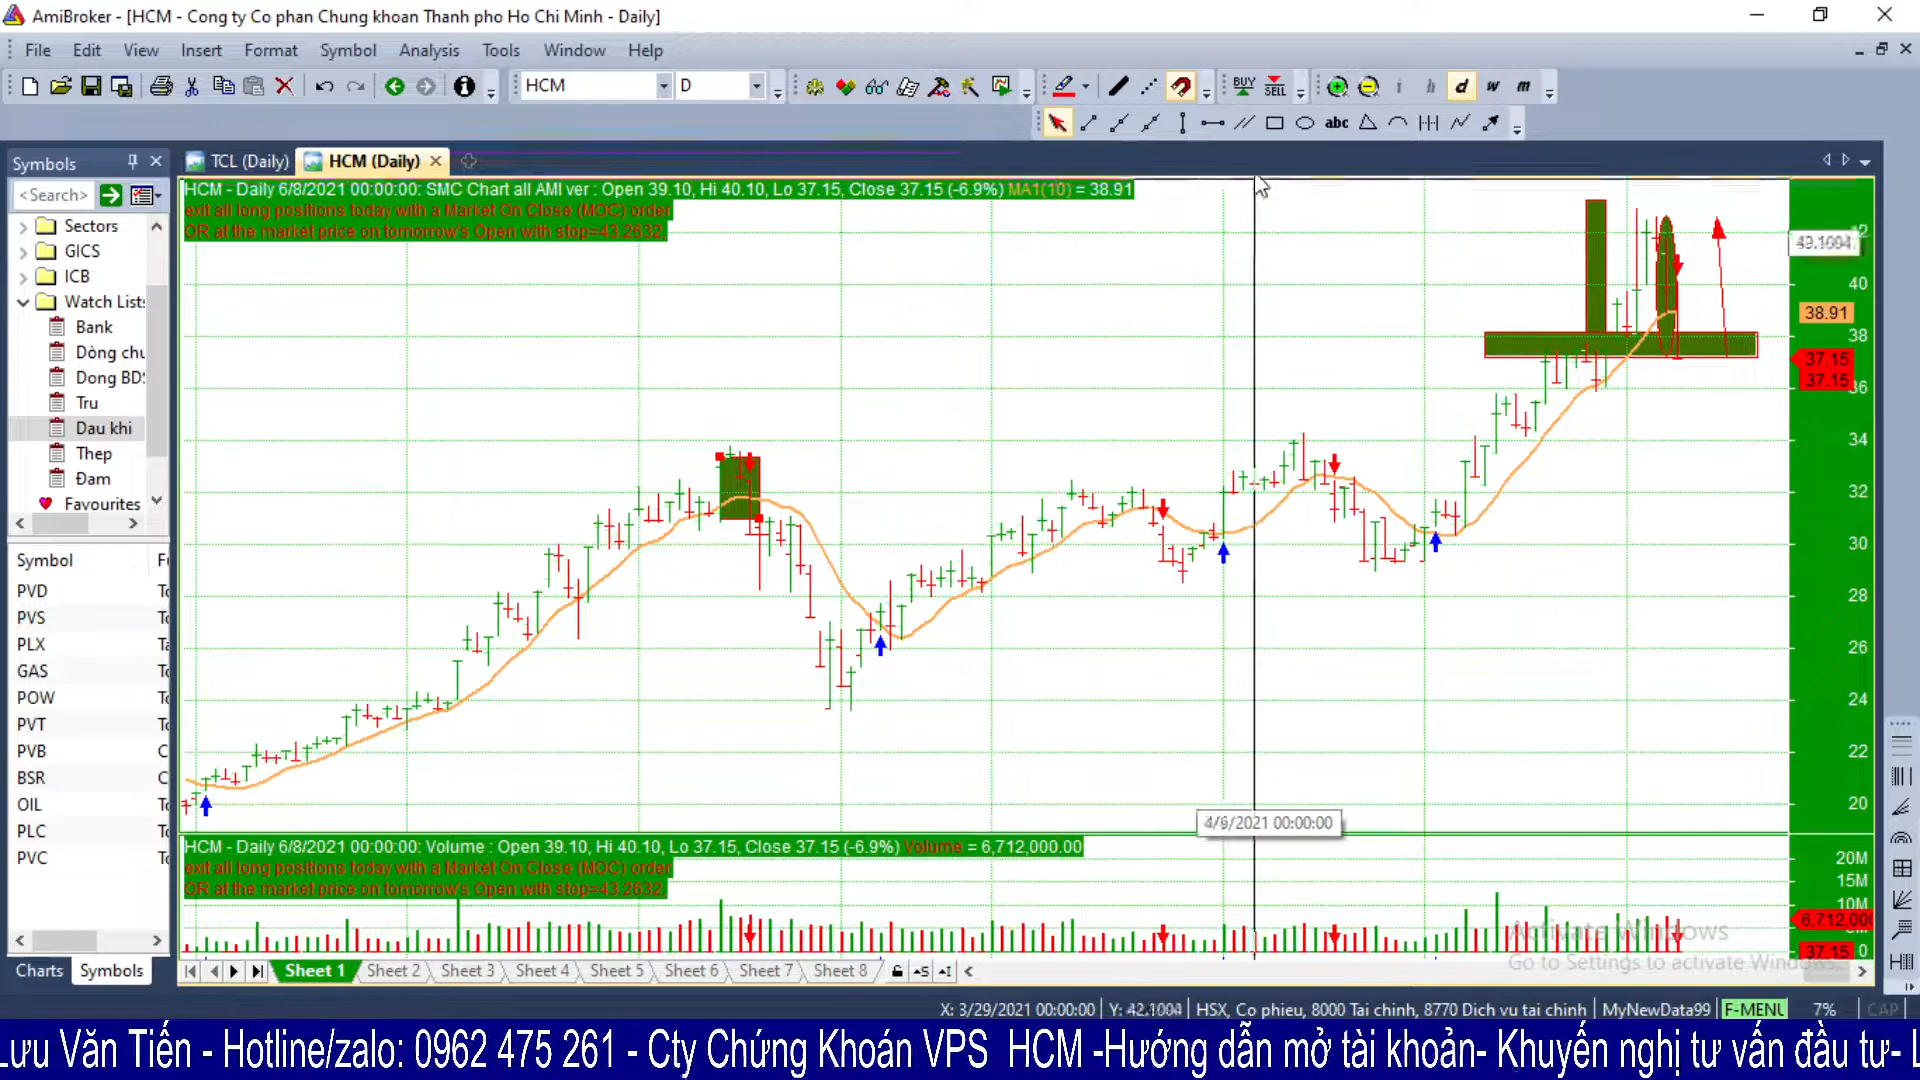 AmiBroker - [HCM - Cong ty Co phan Chung khoan Thanh pho Ho Chi Minh - Daily]
File Edit View Insert Format Symbol Analysis Tools Window Help
HCM D BUY SELL i h d w m
abc
Symbols TCL (Daily) HCM (Daily)
<Search>
Sectors
GICS
ICB
Watch Lists
Bank
Dòng chu
Dong BDS
Tru
Dau khi
Thep
Đam
Favourites
Symbol
PVD
PVS
PLX
GAS
POW
PVT
PVB
BSR
OIL
PLC
PVC
Charts Symbols
HCM - Daily 6/8/2021 00:00:00: SMC Chart all AMI ver : Open 39.10, Hi 40.10, Lo 37.15, Close 37.15 (-6.9%) MA1(10) = 38.91
exit all long positions today with a Market On Close (MOC) order
OR at the market price on tomorrow's Open with stop=43.2632,
40
38.91
38
37.15
37.15
36
34
32
30
28
26
24
22
20
4/6/2021 00:00:00
HCM - Daily 6/8/2021 00:00:00: Volume : Open 39.10, Hi 40.10, Lo 37.15, Close 37.15 (-6.9%) Volume = 6,712,000.00
exit all long positions today with a Market On Close (MOC) order
OR at the market price on tomorrow's Open with stop=43.2632,
20M
15M
10M
6,712,000
0
37.15
Activate Windows
Go to Settings to activate Windows.
Sheet 1 Sheet 2 Sheet 3 Sheet 4 Sheet 5 Sheet 6 Sheet 7 Sheet 8
X: 3/29/2021 00:00:00 Y: 42.1004 HSX, Co phieu, 8000 Tai chinh, 8770 Dich vu tai chinh MyNewData99 F-MENU 7% CAP
Lưu Văn Tiến - Hotline/zalo: 0962 475 261 - Cty Chứng Khoán VPS HCM -Hướng dẫn mở tài khoản- Khuyến nghị tư vấn đầu tư- L